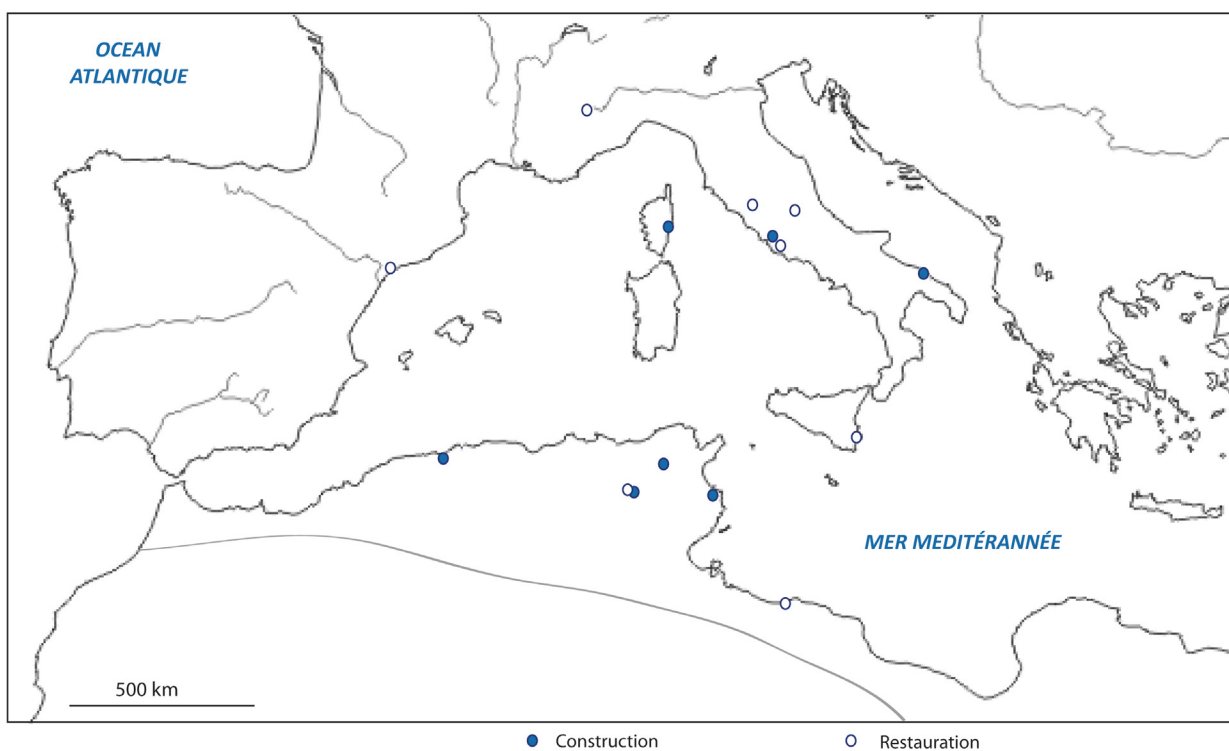 OCEAN
ATLANTIQUE
MER MEDITÉRANNÉE
500 km
Construction
Restauration